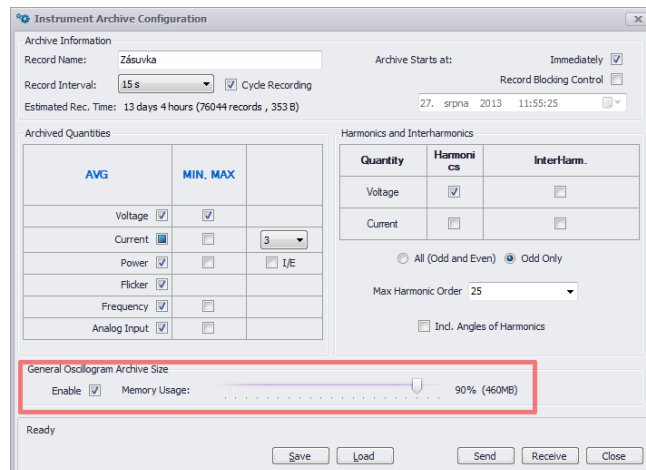 Instrument Archive Configuration
Archive Information
Record Name: Zásuvka Archive Starts at: Immediately
Record Interval: 15 s Cycle Recording Record Blocking Control
Estimated Rec. Time: 13 days 4 hours (76044 records , 353 B) 27. srpna 2013 11:55:25
Archived Quantities
AVG MIN, MAX
Voltage
Current 3
Power I/E
Flicker
Frequency
Analog Input
Harmonics and Interharmonics
Quantity Harmoni
cs InterHarm.
Voltage
Current
All (Odd and Even) Odd Only
Max Harmonic Order 25
Incl. Angles of Harmonics
General Oscillogram Archive Size
Enable Memory Usage: 90% (460MB)
Ready
Save Load Send Receive Close